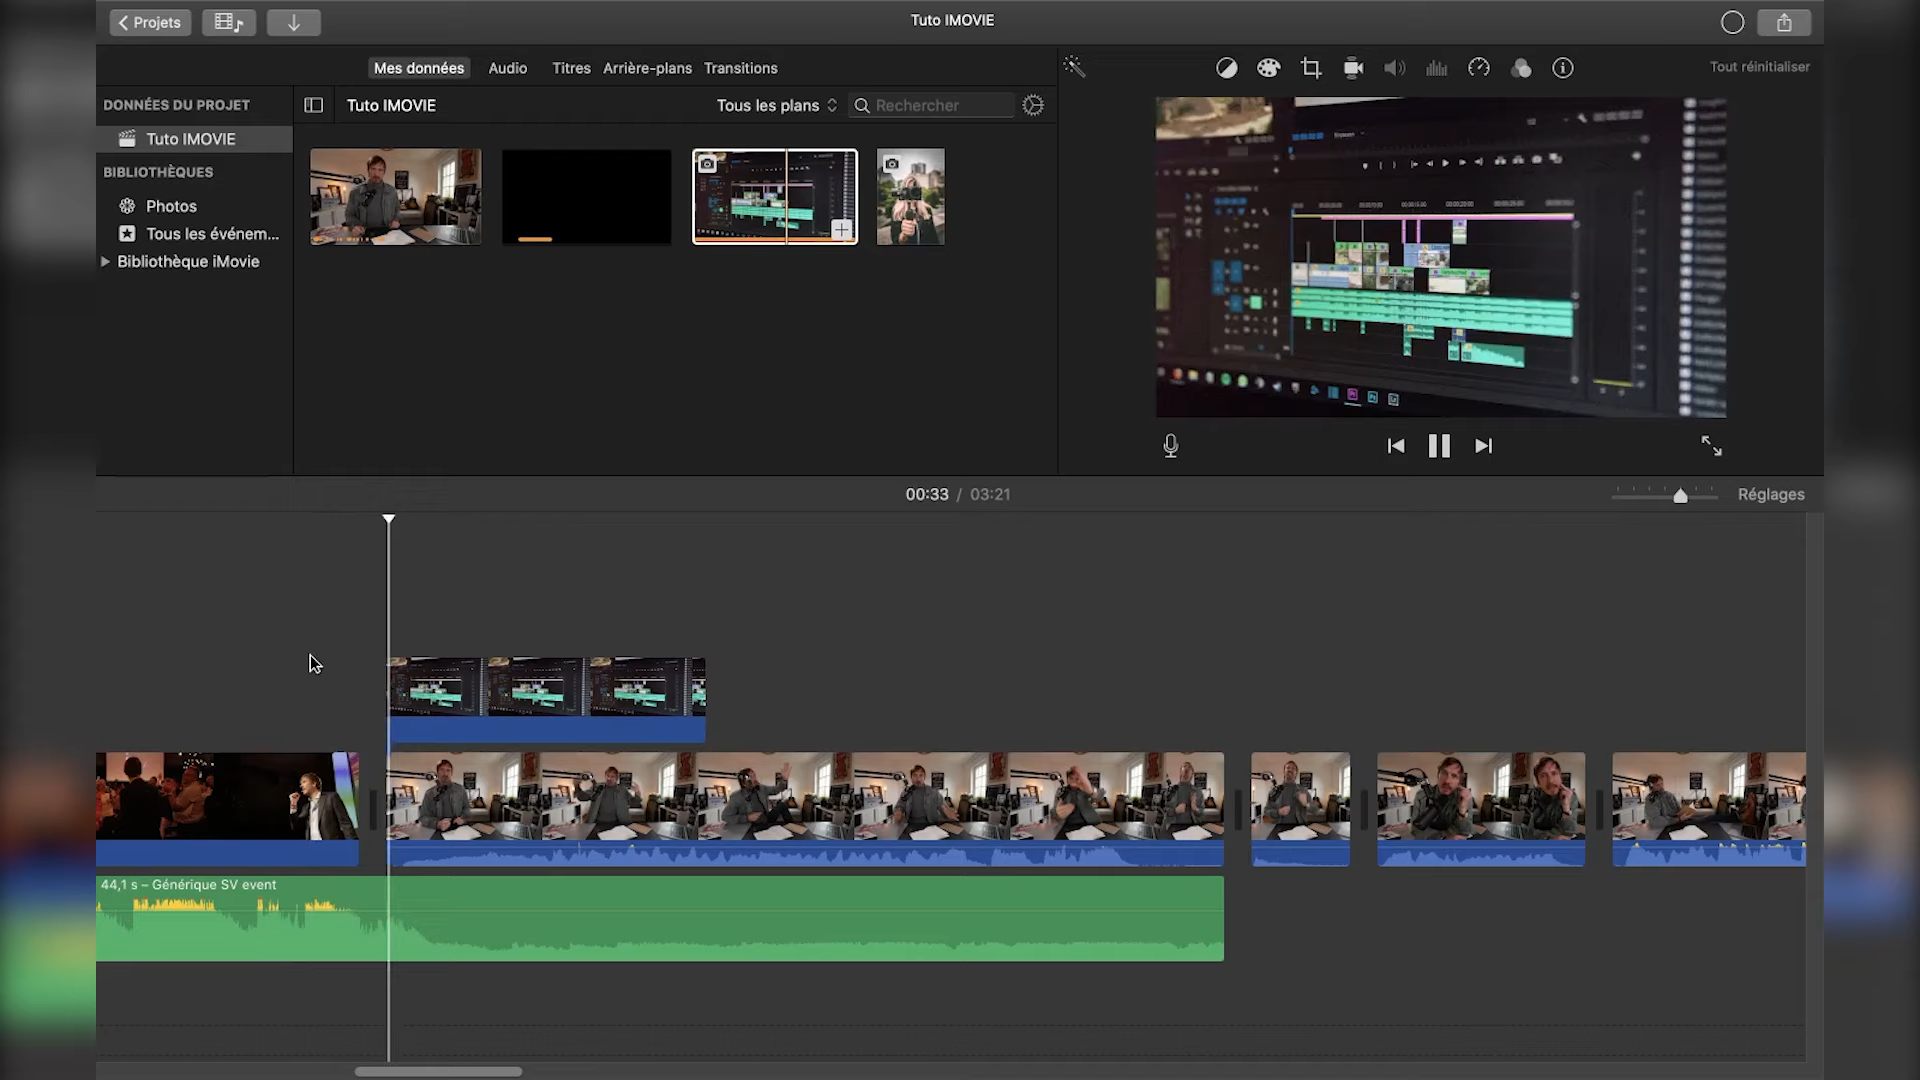 Projets
Tuto IMOVIE
Mes données
Audio
Titres
Arrière-plans
Transitions
Tout réinitialiser
DONNÉES DU PROJET
Tuto IMOVIE
Tous les plans
Rechercher
Tuto IMOVIE
BIBLIOTHÈQUES
Photos
Tous les événem...
Bibliothèque iMovie
00:33 / 03:21
Réglages
44,1 s – Générique SV event